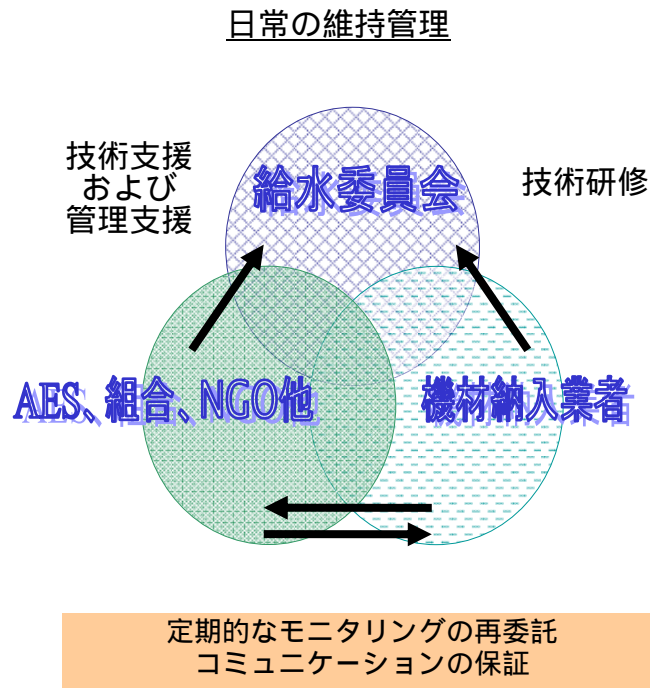 日常の維持管理
技術支援
および
管理支援
給水委員会
技術研修
AES、組合、NGO他
機材納入業者
定期的なモニタリングの再委託
コミュニケーションの保証